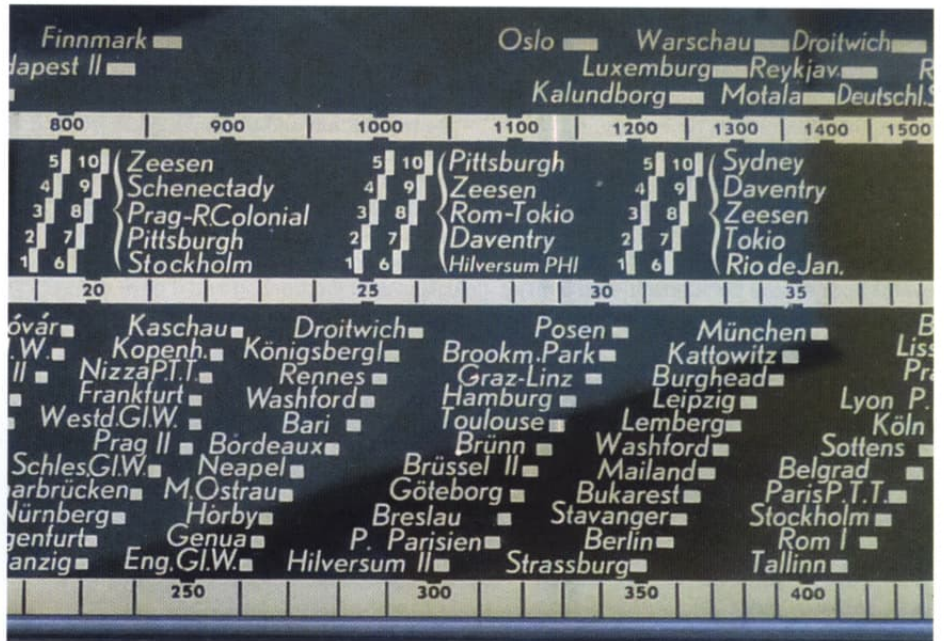 Finnmark Oslo Warschau Droitwich
dapest II Luxemburg Reykjav. R
Kalundborg Motala Deutschl.S
800 900 1000 1100 1200 1300 1400 1500
5 10 Zeesen 5 10 Pittsburgh 5 10 Sydney
4 9 Schenectady 4 9 Zeesen 4 9 Daventry
3 8 Prag-R.Colonial 3 8 Rom-Tokio 3 8 Zeesen
2 7 Pittsburgh 2 7 Daventry 2 7 Tokio
1 6 Stockholm 1 6 Hilversum PHI 1 6 Rio de Jan.
20 25 30 35
óvár Kaschau Droitwich Posen München B
.W. Kopenh. Königsbergl Brookm.Park Kattowitz Liss
II NizzaP.T.T. Rennes Graz-Linz Burghead Pra
Frankfurt Washford Hamburg Leipzig Lyon P.
Westd.Gl.W. Bari Toulouse Lemberg Köln
Prag II Bordeaux Brünn Washford Sottens
Schles.Gl.W. Neapel Brüssel II Mailand Belgrad
arbrücken M.Ostrau Göteborg Bukarest Paris P.T.T.
Nürnberg Hörby Breslau Stavanger Stockholm
genfurt Genua P. Parisien Berlin Rom I
anzig Eng.Gl.W. Hilversum II Strassburg Tallinn
250 300 350 400